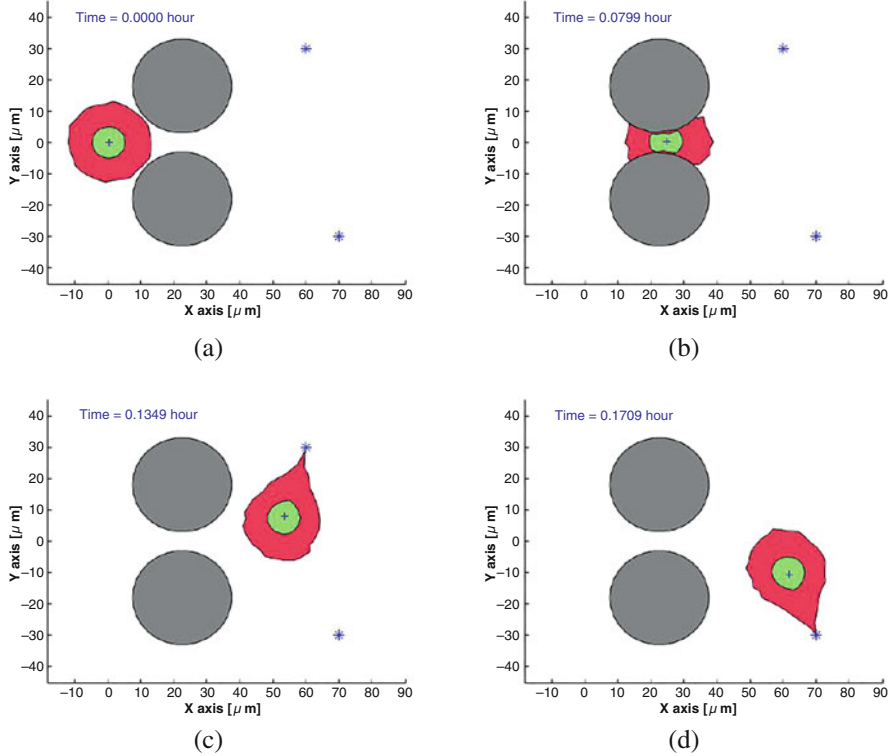 Time = 0.0000 hour
Y axis [μ m]
40
30
20
10
0
−10
−20
−30
−40
−10 0 10 20 30 40 50 60 70 80 90
X axis [μ m]
(a)
Time = 0.0799 hour
Y axis [μ m]
40
30
20
10
0
−10
−20
−30
−40
−10 0 10 20 30 40 50 60 70 80 90
X axis [μ m]
(b)
Time = 0.1349 hour
Y axis [μ m]
40
30
20
10
0
−10
−20
−30
−40
−10 0 10 20 30 40 50 60 70 80 90
X axis [μ m]
(c)
Time = 0.1709 hour
Y axis [μ m]
40
30
20
10
0
−10
−20
−30
−40
−10 0 10 20 30 40 50 60 70 80 90
X axis [μ m]
(d)